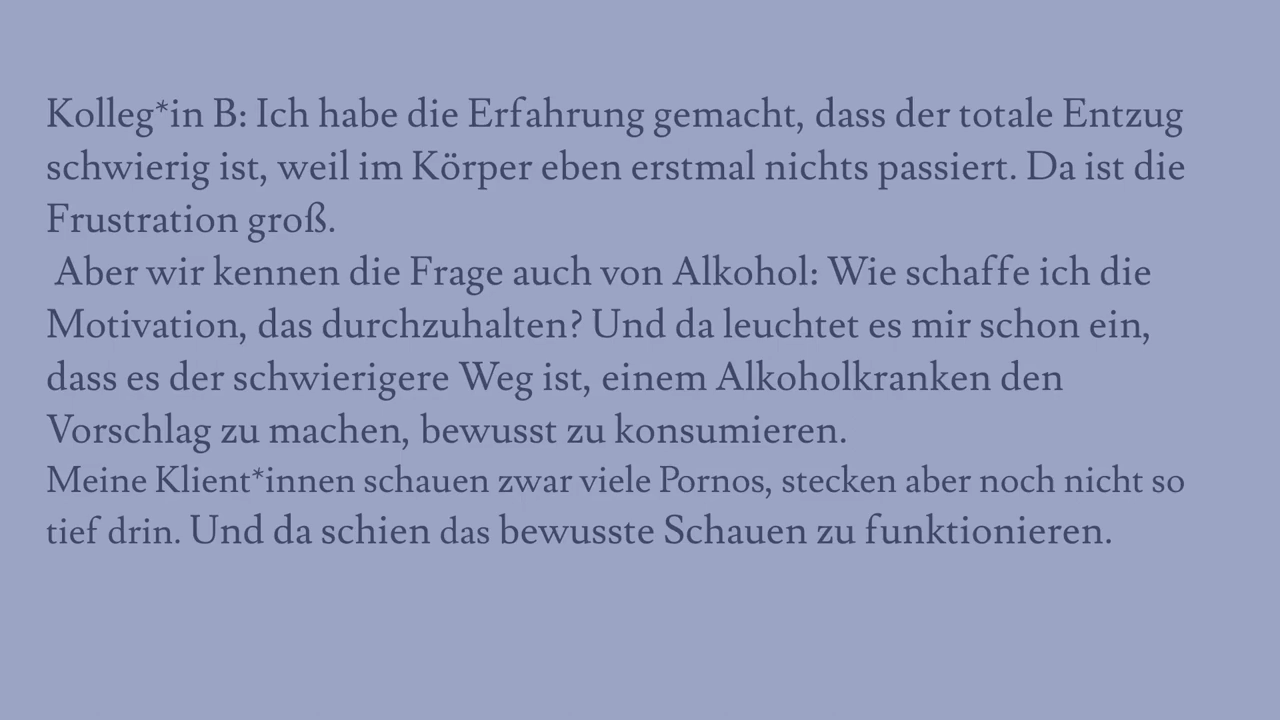 Kolleg*in B: Ich habe die Erfahrung gemacht, dass der totale Entzug
schwierig ist, weil im Körper eben erstmal nichts passiert. Da ist die
Frustration groß.
Aber wir kennen die Frage auch von Alkohol: Wie schaffe ich die
Motivation, das durchzuhalten? Und da leuchtet es mir schon ein,
dass es der schwierigere Weg ist, einem Alkoholkranken den
Vorschlag zu machen, bewusst zu konsumieren.
Meine Klient*innen schauen zwar viele Pornos, stecken aber noch nicht so
tief drin. Und da schien das bewusste Schauen zu funktionieren.